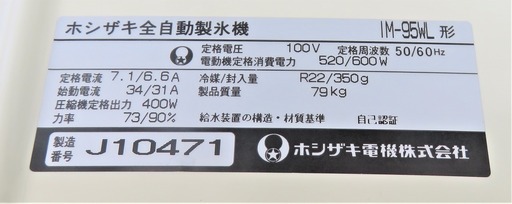 ホシザキ全自動製氷機 IM-95WL 形
定格電圧 100V 定格周波数 50/60Hz
電動機定格消費電力 520/600W
定格電流 7.1/6.6A 冷媒/封入量 R22/350g
始動電流 34/31A 製品質量 79kg
圧縮機定格出力 400W
力率 73/90% 給水装置の構造・材質基準 自己認証
製造番号 J10471 ホシザキ電機株式会社